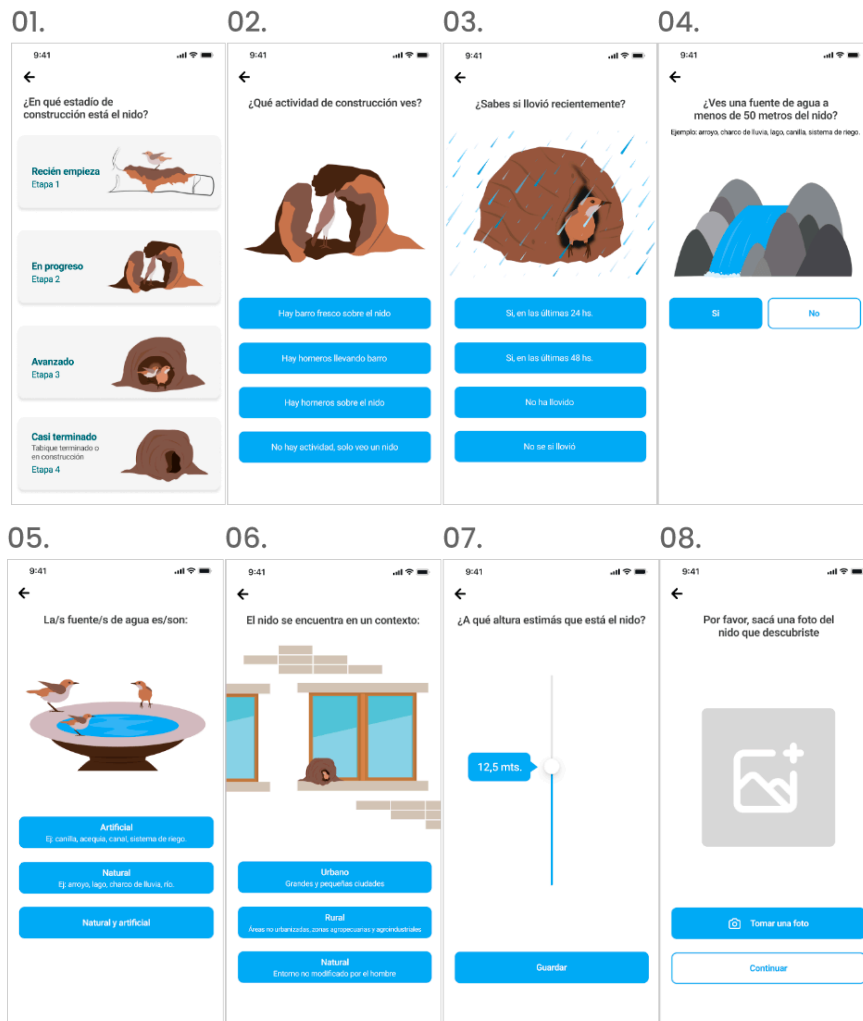 01.
9:41
¿En qué estadío de
construcción está el nido?
Recién empieza
Etapa 1
En progreso
Etapa 2
Avanzado
Etapa 3
Casi terminado
Tabique terminado o
en construcción
Etapa 4
02.
9:41
¿Qué actividad de construcción ves?
Hay barro fresco sobre el nido
Hay horneros llevando barro
Hay horneros sobre el nido
No hay actividad, solo veo un nido
03.
9:41
¿Sabes si llovió recientemente?
Si, en las últimas 24 hs.
Si, en las últimas 48 hs.
No ha llovido
No se si llovió
04.
9:41
¿Ves una fuente de agua a
menos de 50 metros del nido?
Ejemplo: arroyo, charco de lluvia, lago, canilla, sistema de riego.
Si
No
05.
9:41
La/s fuente/s de agua es/son:
Artificial
Ej: canilla, acequia, canal, sistema de riego.
Natural
Ej: arroyo, lago, charco de lluvia, río.
Natural y artificial
06.
9:41
El nido se encuentra en un contexto:
Urbano
Grandes y pequeñas ciudades
Rural
Áreas no urbanizadas, zonas agropecuarias y agroindustriales
Natural
Entorno no modificado por el hombre
07.
9:41
¿A qué altura estimás que está el nido?
12,5 mts.
Guardar
08.
9:41
Por favor, sacá una foto del
nido que descubriste
Tomar una foto
Continuar